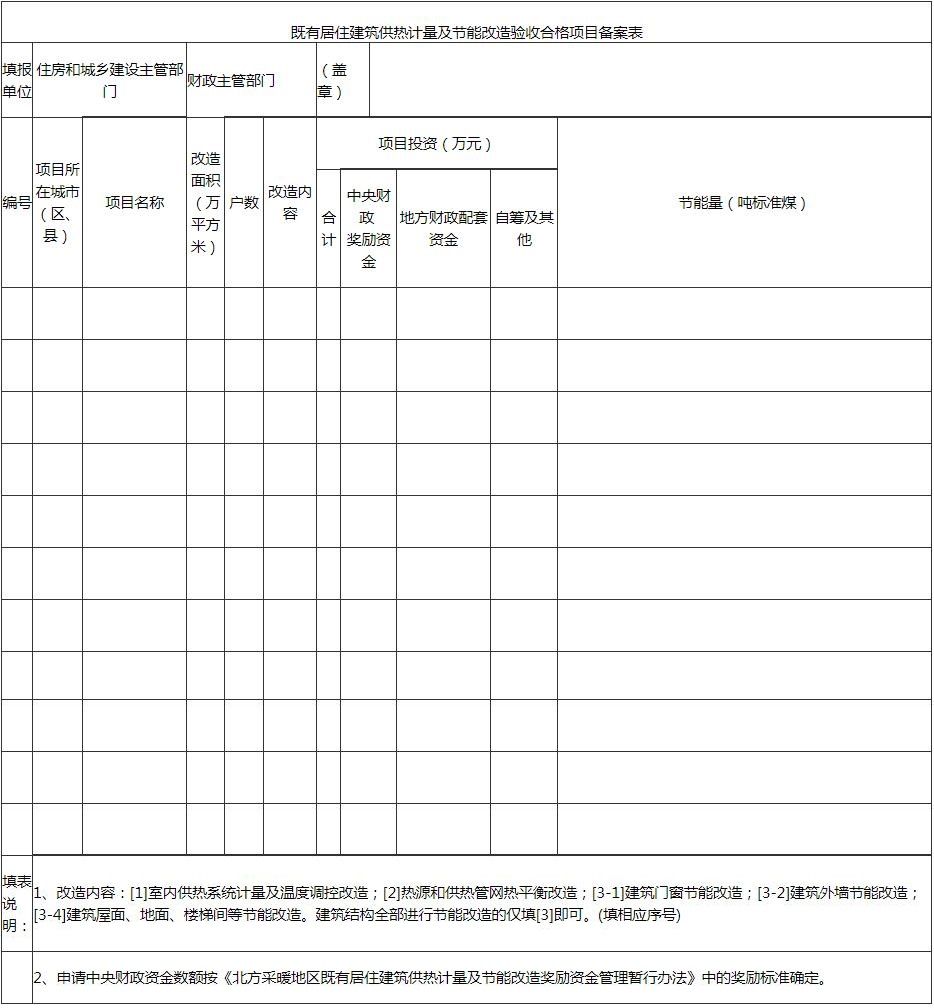 既有居住建筑供热计量及节能改造验收合格项目备案表
填报
单位
住房和城乡建设主管部
门
财政主管部门
（盖
章）
编号
项目所
在城市
（区、
县）
项目名称
改造
面积
（万
平方
米）
户数
改造内
容
项目投资（万元）
合
计
中央财
政
奖励资
金
地方财政配套
资金
自筹及其
他
节能量（吨标准煤）
填表
说
明：
1、改造内容：[1]室内供热系统计量及温度调控改造；[2]热源和供热管网热平衡改造；[3-1]建筑门窗节能改造；[3-2]建筑外墙节能改造；
[3-4]建筑屋面、地面、楼梯间等节能改造。建筑结构全部进行节能改造的仅填[3]即可。(填相应序号)
2、申请中央财政资金数额按《北方采暖地区既有居住建筑供热计量及节能改造奖励资金管理暂行办法》中的奖励标准确定。